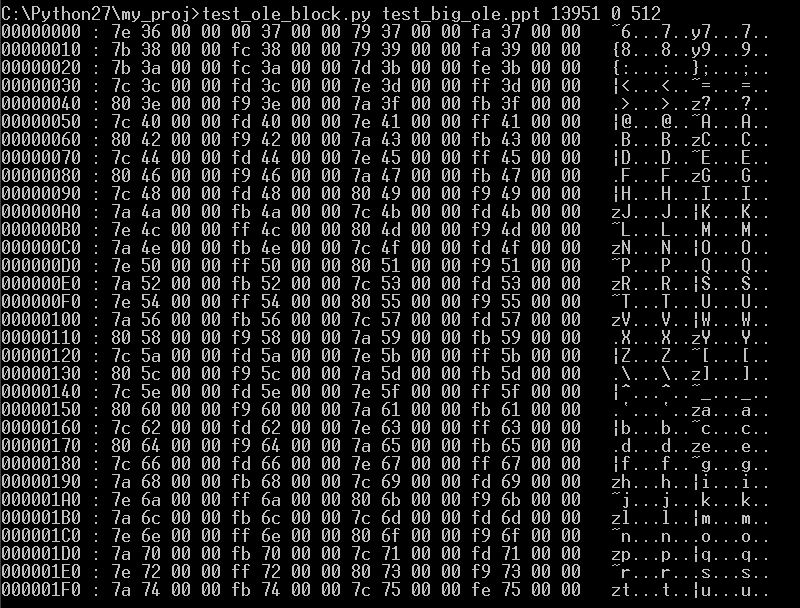 C:\Python27\my_proj>test_ole_block.py test_big_ole.ppt 13951 0 512
00000000 : 7e 36 00 00 00 37 00 00 79 37 00 00 fa 37 00 00   ~6...7..y7...7..
00000010 : 7b 38 00 00 fc 38 00 00 79 39 00 00 fa 39 00 00   {8...8..y9...9..
00000020 : 7b 3a 00 00 fc 3a 00 00 7d 3b 00 00 fe 3b 00 00   {:...:..};...;..
00000030 : 7c 3c 00 00 fd 3c 00 00 7e 3d 00 00 ff 3d 00 00   |<...<..~=...=..
00000040 : 80 3e 00 00 f9 3e 00 00 7a 3f 00 00 fb 3f 00 00   .>...>..z?...?..
00000050 : 7c 40 00 00 fd 40 00 00 7e 41 00 00 ff 41 00 00   |@...@..~A...A..
00000060 : 80 42 00 00 f9 42 00 00 7a 43 00 00 fb 43 00 00   .B...B..zC...C..
00000070 : 7c 44 00 00 fd 44 00 00 7e 45 00 00 ff 45 00 00   |D...D..~E...E..
00000080 : 80 46 00 00 f9 46 00 00 7a 47 00 00 fb 47 00 00   .F...F..zG...G..
00000090 : 7c 48 00 00 fd 48 00 00 80 49 00 00 f9 49 00 00   |H...H...I...I..
000000A0 : 7a 4a 00 00 fb 4a 00 00 7c 4b 00 00 fd 4b 00 00   zJ...J..|K...K..
000000B0 : 7e 4c 00 00 ff 4c 00 00 80 4d 00 00 f9 4d 00 00   ~L...L...M...M..
000000C0 : 7a 4e 00 00 fb 4e 00 00 7c 4f 00 00 fd 4f 00 00   zN...N..|O...O..
000000D0 : 7e 50 00 00 ff 50 00 00 80 51 00 00 f9 51 00 00   ~P...P...Q...Q..
000000E0 : 7a 52 00 00 fb 52 00 00 7c 53 00 00 fd 53 00 00   zR...R..|S...S..
000000F0 : 7e 54 00 00 ff 54 00 00 80 55 00 00 f9 55 00 00   ~T...T...U...U..
00000100 : 7a 56 00 00 fb 56 00 00 7c 57 00 00 fd 57 00 00   zV...V..|W...W..
00000110 : 80 58 00 00 f9 58 00 00 7a 59 00 00 fb 59 00 00   .X...X..zY...Y..
00000120 : 7c 5a 00 00 fd 5a 00 00 7e 5b 00 00 ff 5b 00 00   |Z...Z..~[...[..
00000130 : 80 5c 00 00 f9 5c 00 00 7a 5d 00 00 fb 5d 00 00   .\...\..z]...]..
00000140 : 7c 5e 00 00 fd 5e 00 00 7e 5f 00 00 ff 5f 00 00   |^...^..~_..._..
00000150 : 80 60 00 00 f9 60 00 00 7a 61 00 00 fb 61 00 00   .`...`..za...a..
00000160 : 7c 62 00 00 fd 62 00 00 7e 63 00 00 ff 63 00 00   |b...b..~c...c..
00000170 : 80 64 00 00 f9 64 00 00 7a 65 00 00 fb 65 00 00   .d...d..ze...e..
00000180 : 7c 66 00 00 fd 66 00 00 7e 67 00 00 ff 67 00 00   |f...f..~g...g..
00000190 : 7a 68 00 00 fb 68 00 00 7c 69 00 00 fd 69 00 00   zh...h..|i...i..
000001A0 : 7e 6a 00 00 ff 6a 00 00 80 6b 00 00 f9 6b 00 00   ~j...j...k...k..
000001B0 : 7a 6c 00 00 fb 6c 00 00 7c 6d 00 00 fd 6d 00 00   zl...l..|m...m..
000001C0 : 7e 6e 00 00 ff 6e 00 00 80 6f 00 00 f9 6f 00 00   ~n...n...o...o..
000001D0 : 7a 70 00 00 fb 70 00 00 7c 71 00 00 fd 71 00 00   zp...p..|q...q..
000001E0 : 7e 72 00 00 ff 72 00 00 80 73 00 00 f9 73 00 00   ~r...r...s...s..
000001F0 : 7a 74 00 00 fb 74 00 00 7c 75 00 00 fe 75 00 00   zt...t..|u...u..